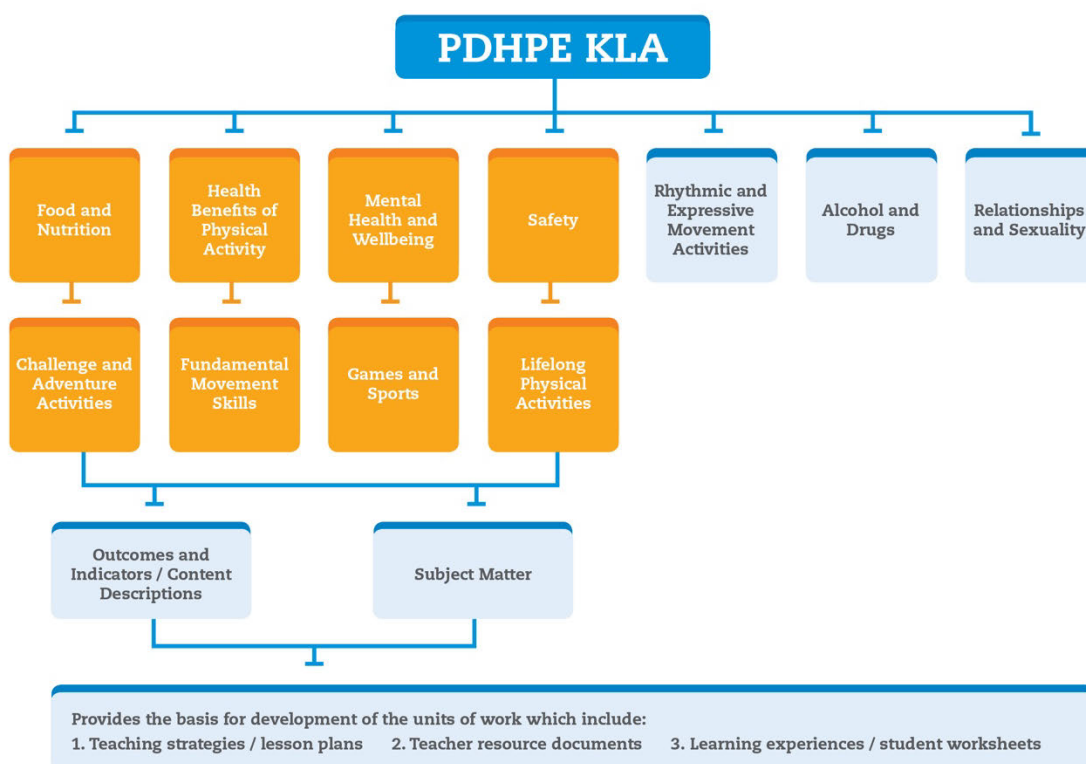 PDHPE KLA
Food and
Nutrition
Health
Benefits of
Physical
Activity
Mental
Health and
Wellbeing
Safety
Rhythmic and
Expressive
Movement
Activities
Alcohol and
Drugs
Relationships
and Sexuality
Challenge and
Adventure
Activities
Fundamental
Movement
Skills
Games and
Sports
Lifelong
Physical
Activities
Outcomes and
Indicators / Content
Descriptions
Subject Matter
Provides the basis for development of the units of work which include:
1. Teaching strategies / lesson plans 2. Teacher resource documents 3. Learning experiences / student worksheets